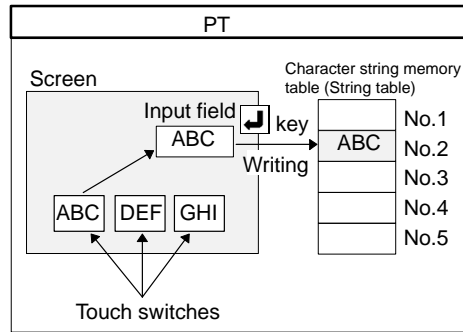 PT
Screen
Character string memory
table (String table)
Input field
key
ABC
Writing
ABC
No.1
No.2
No.3
No.4
No.5
ABC DEF GHI
Touch switches